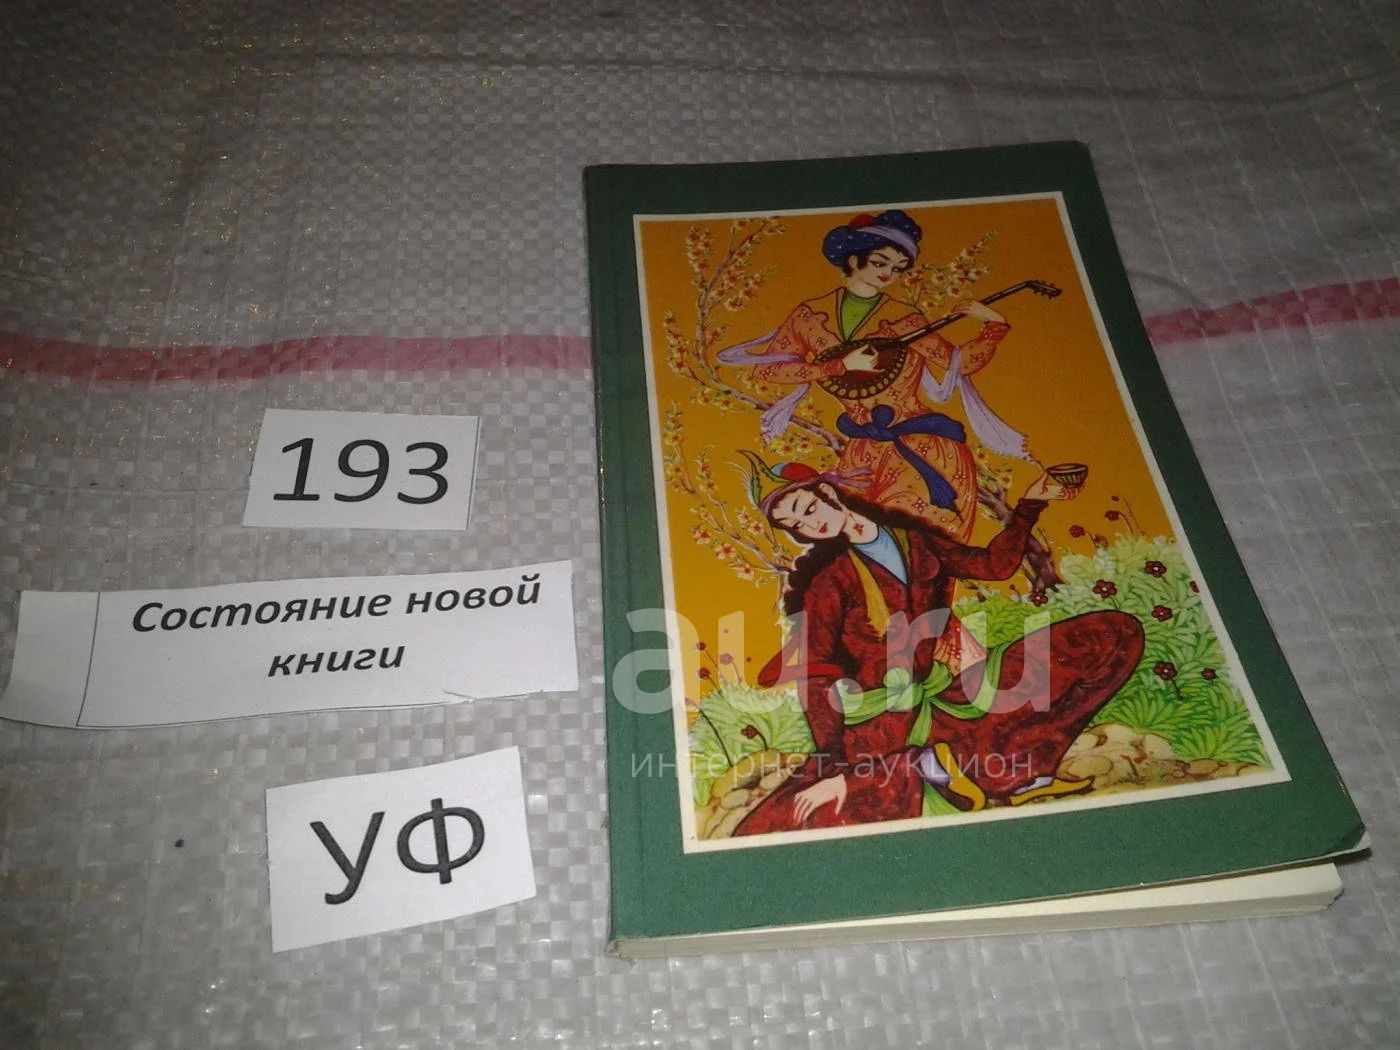 193
Состояние новой
книги
УФ
au.ru
интернет-аукцион